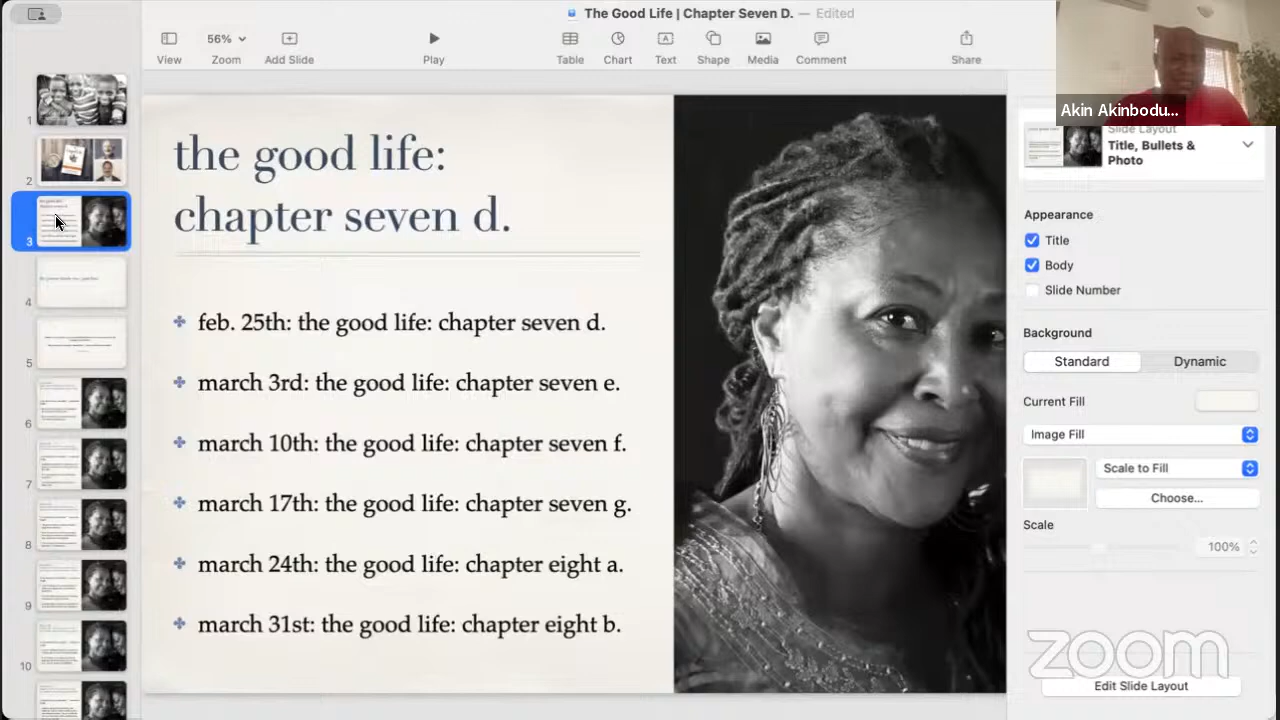 The Good Life | Chapter Seven D. — Edited
56%
View
Zoom
Add Slide
Play
Table
Chart
Text
Shape
Media
Comment
Share
Akin Akinbodu...
1
2
3
4
5
6
7
8
9
10
the good life:
chapter seven d.
feb. 25th: the good life: chapter seven d.
march 3rd: the good life: chapter seven e.
march 10th: the good life: chapter seven f.
march 17th: the good life: chapter seven g.
march 24th: the good life: chapter eight a.
march 31st: the good life: chapter eight b.
Slide Layout
Title, Bullets &
Photo
Appearance
Title
Body
Slide Number
Background
Standard
Dynamic
Current Fill
Image Fill
Scale to Fill
Choose...
Scale
100%
zoom
Edit Slide Layout